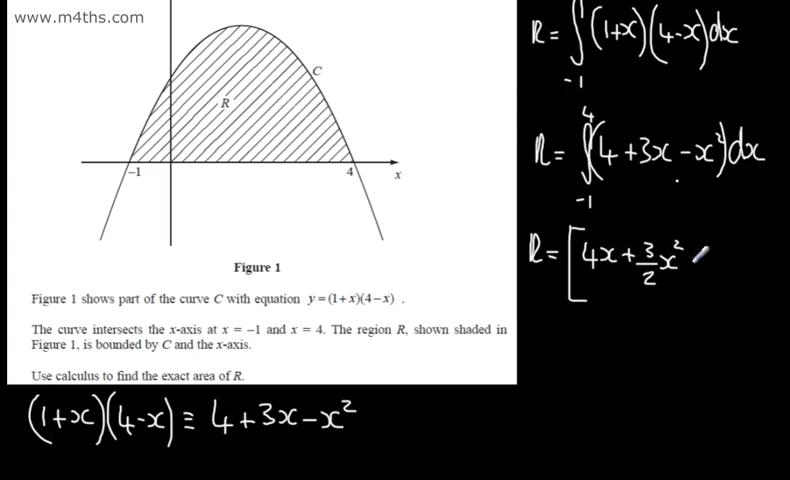 www.m4ths.com
C
R
-1
4
x
Figure 1
Figure 1 shows part of the curve C with equation y=(1+x)(4-x) .
The curve intersects the x-axis at x = -1 and x = 4. The region R, shown shaded in
Figure 1, is bounded by C and the x-axis.
Use calculus to find the exact area of R.
(1+x)(4-x) ≡ 4+3x-x²
R= ∫₋₁ (1+x)(4-x)dx
R= ∫₋₁⁴ (4+3x-x²)dx
R= [4x+3/2x²